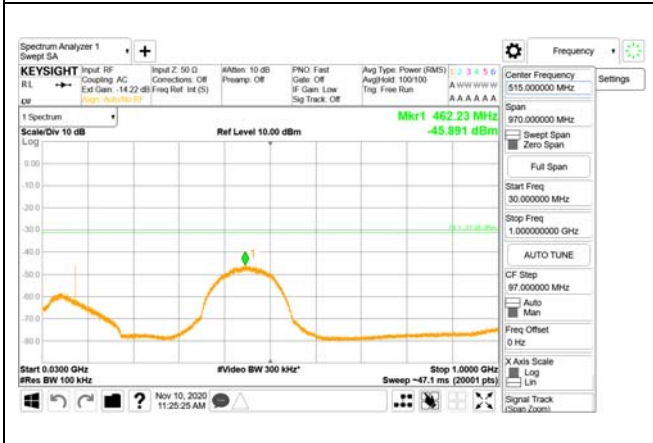 Spectrum Analyzer 1
Swept SA
+
Frequency
KEYSIGHT
Input: RF
Coupling: AC
Ext Gain: -14.22 dB
Align: Auto/No RF
Input Z: 50 Ω
Corrections: Off
Freq Ref: Int (S)
#Atten: 10 dB
Preamp: Off
PNO: Fast
Gate: Off
IF Gain: Low
Sig Track: Off
Avg Type: Power (RMS)
Avg|Hold: 100/100
Trig: Free Run
1 2 3 4 5 6
A W W W W W
A A A A A A
RL
1 Spectrum
Mkr1 462.23 MHz
Scale/Div 10 dB
Ref Level 10.00 dBm
-45.891 dBm
Log
0.00
-10.0
-20.0
-30.0
-40.0
-50.0
-60.0
-70.0
-80.0
1
Start 0.0300 GHz
#Video BW 300 kHz*
Stop 1.0000 GHz
#Res BW 100 kHz
Sweep ~47.1 ms (20001 pts)
?
Nov 10, 2020
11:25:25 AM
Center Frequency
515.000000 MHz
Settings
Span
970.000000 MHz
Swept Span
Zero Span
Full Span
Start Freq
30.000000 MHz
Stop Freq
1.000000000 GHz
AUTO TUNE
CF Step
97.000000 MHz
Auto
Man
Freq Offset
0 Hz
X Axis Scale
Log
Lin
Signal Track
(Span Zoom)